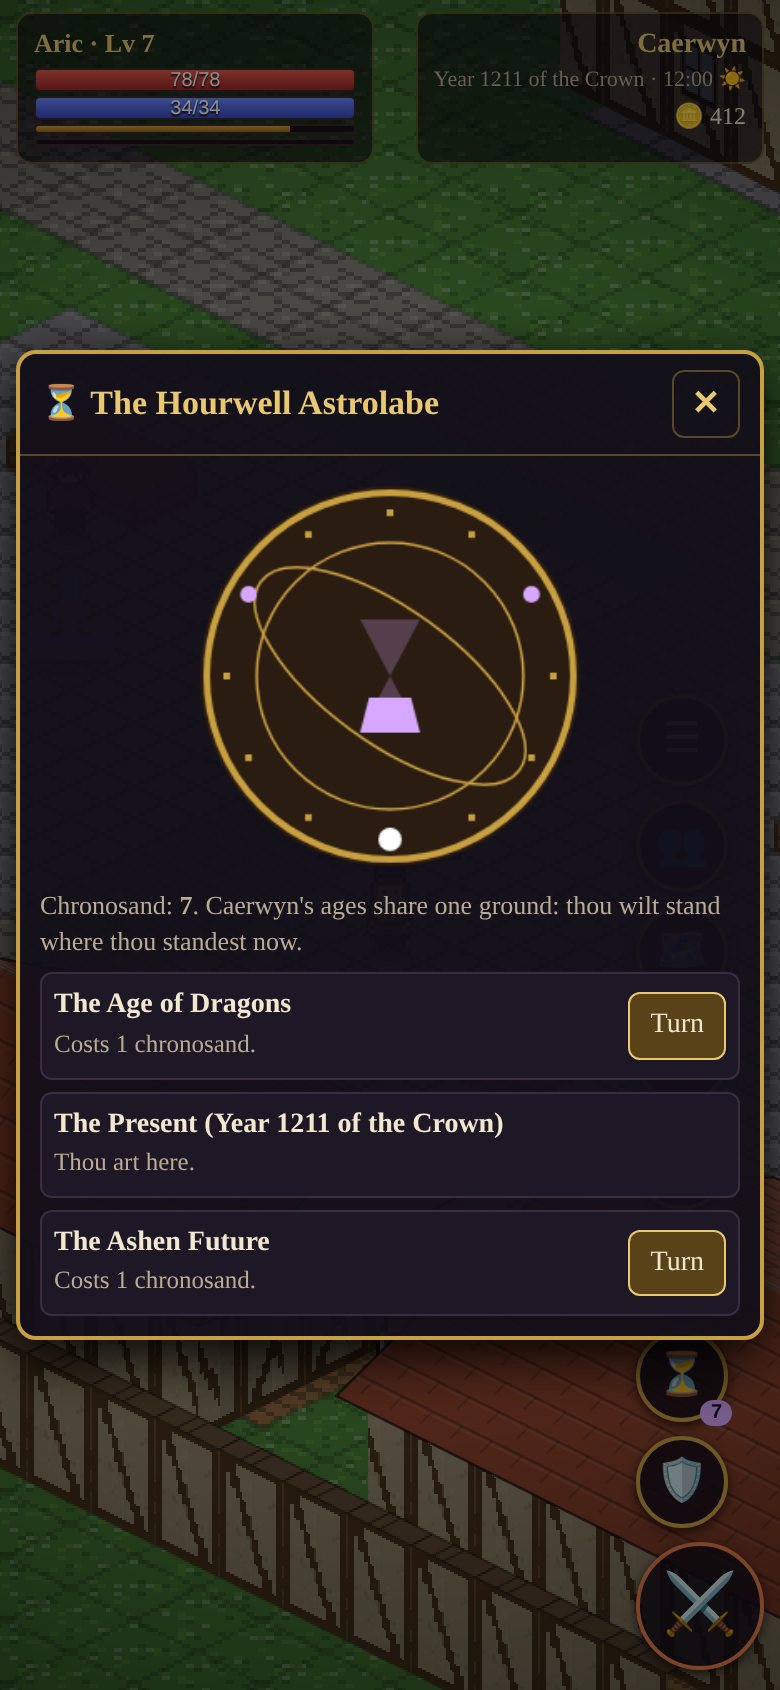 Aric · Lv 7
78/78
34/34
Caerwyn
Year 1211 of the Crown · 12:00 ☀️
🪙 412
⏳ The Hourwell Astrolabe
✕
Chronosand: 7. Caerwyn's ages share one ground: thou wilt stand
where thou standest now.
The Age of Dragons
Costs 1 chronosand.
Turn
The Present (Year 1211 of the Crown)
Thou art here.
The Ashen Future
Costs 1 chronosand.
Turn
7